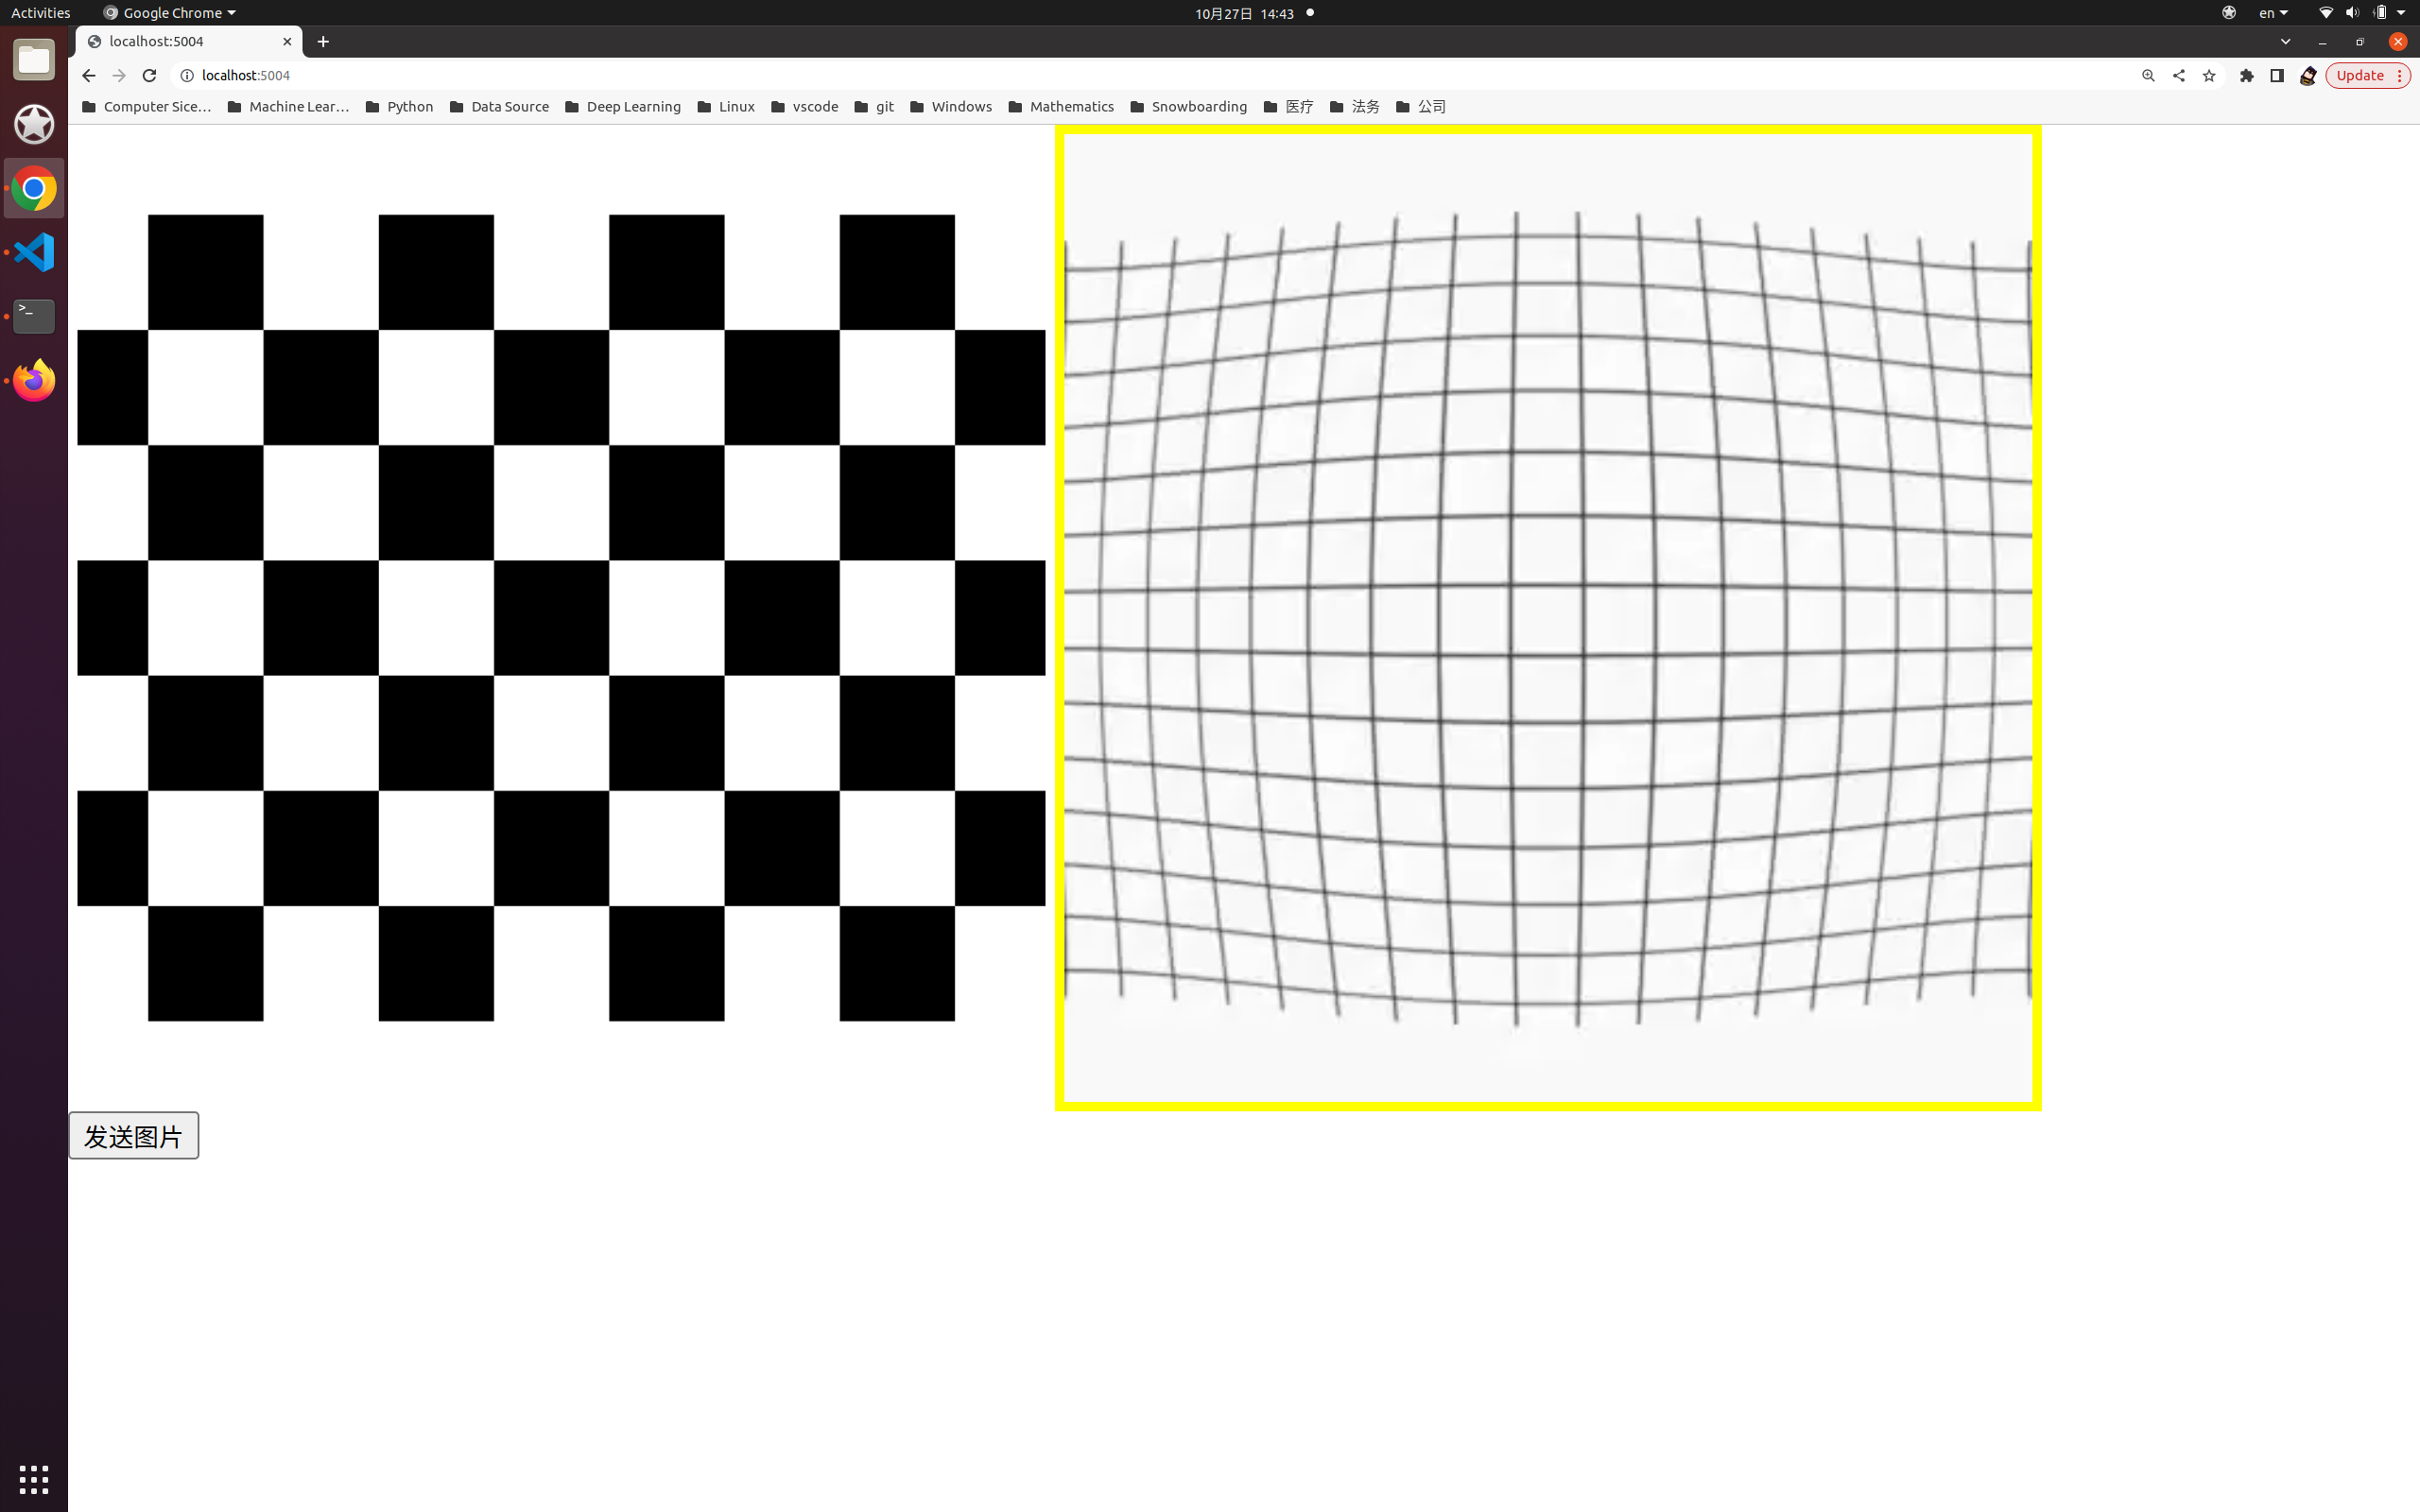 Activities
Google Chrome
10月27日 14:43
en
localhost:5004
localhost:5004
Update
Computer Sice…
Machine Lear…
Python
Data Source
Deep Learning
Linux
vscode
git
Windows
Mathematics
Snowboarding
医疗
法务
公司
发送图片